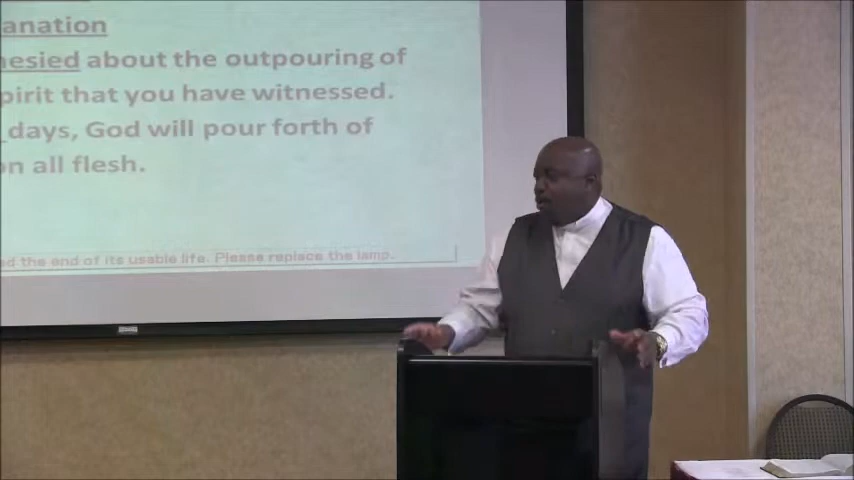 anation
esied about the outpouring of
pirit that you have witnessed.
days, God will pour forth of
on all flesh.
d the end of its usable life. Please replace the lamp.